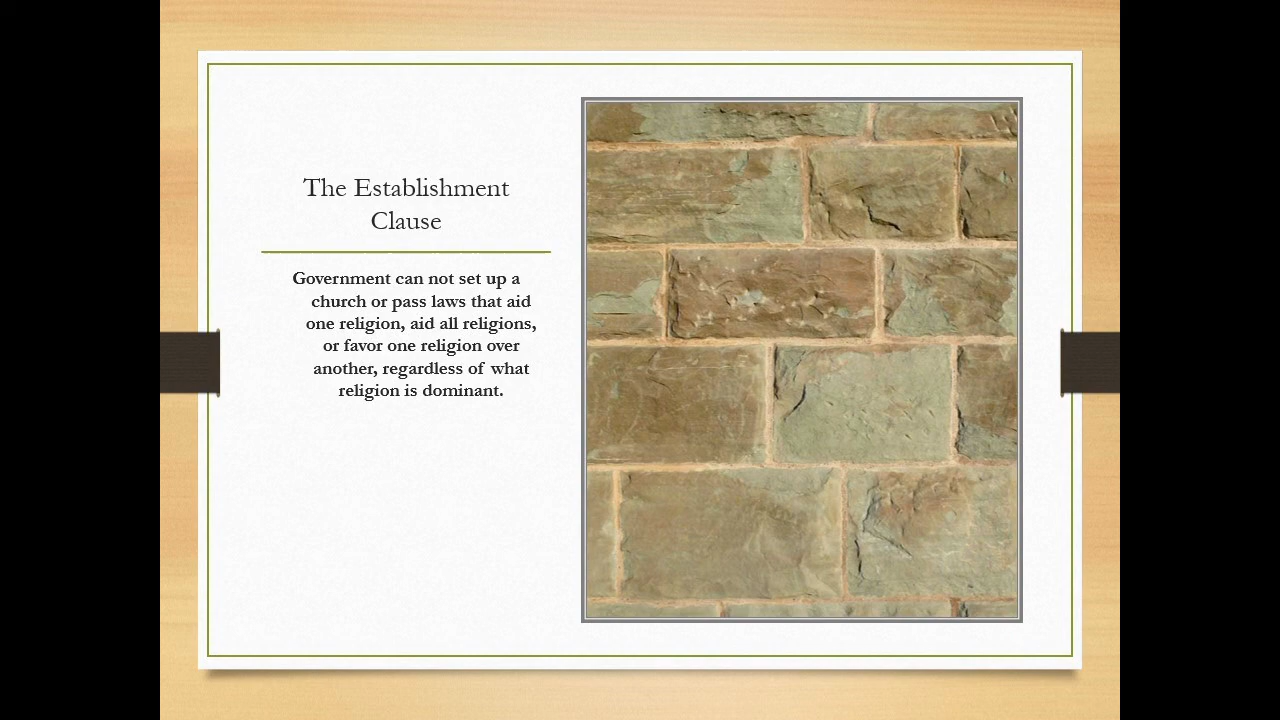 The Establishment
Clause
Government can not set up a
church or pass laws that aid
one religion, aid all religions,
or favor one religion over
another, regardless of what
religion is dominant.